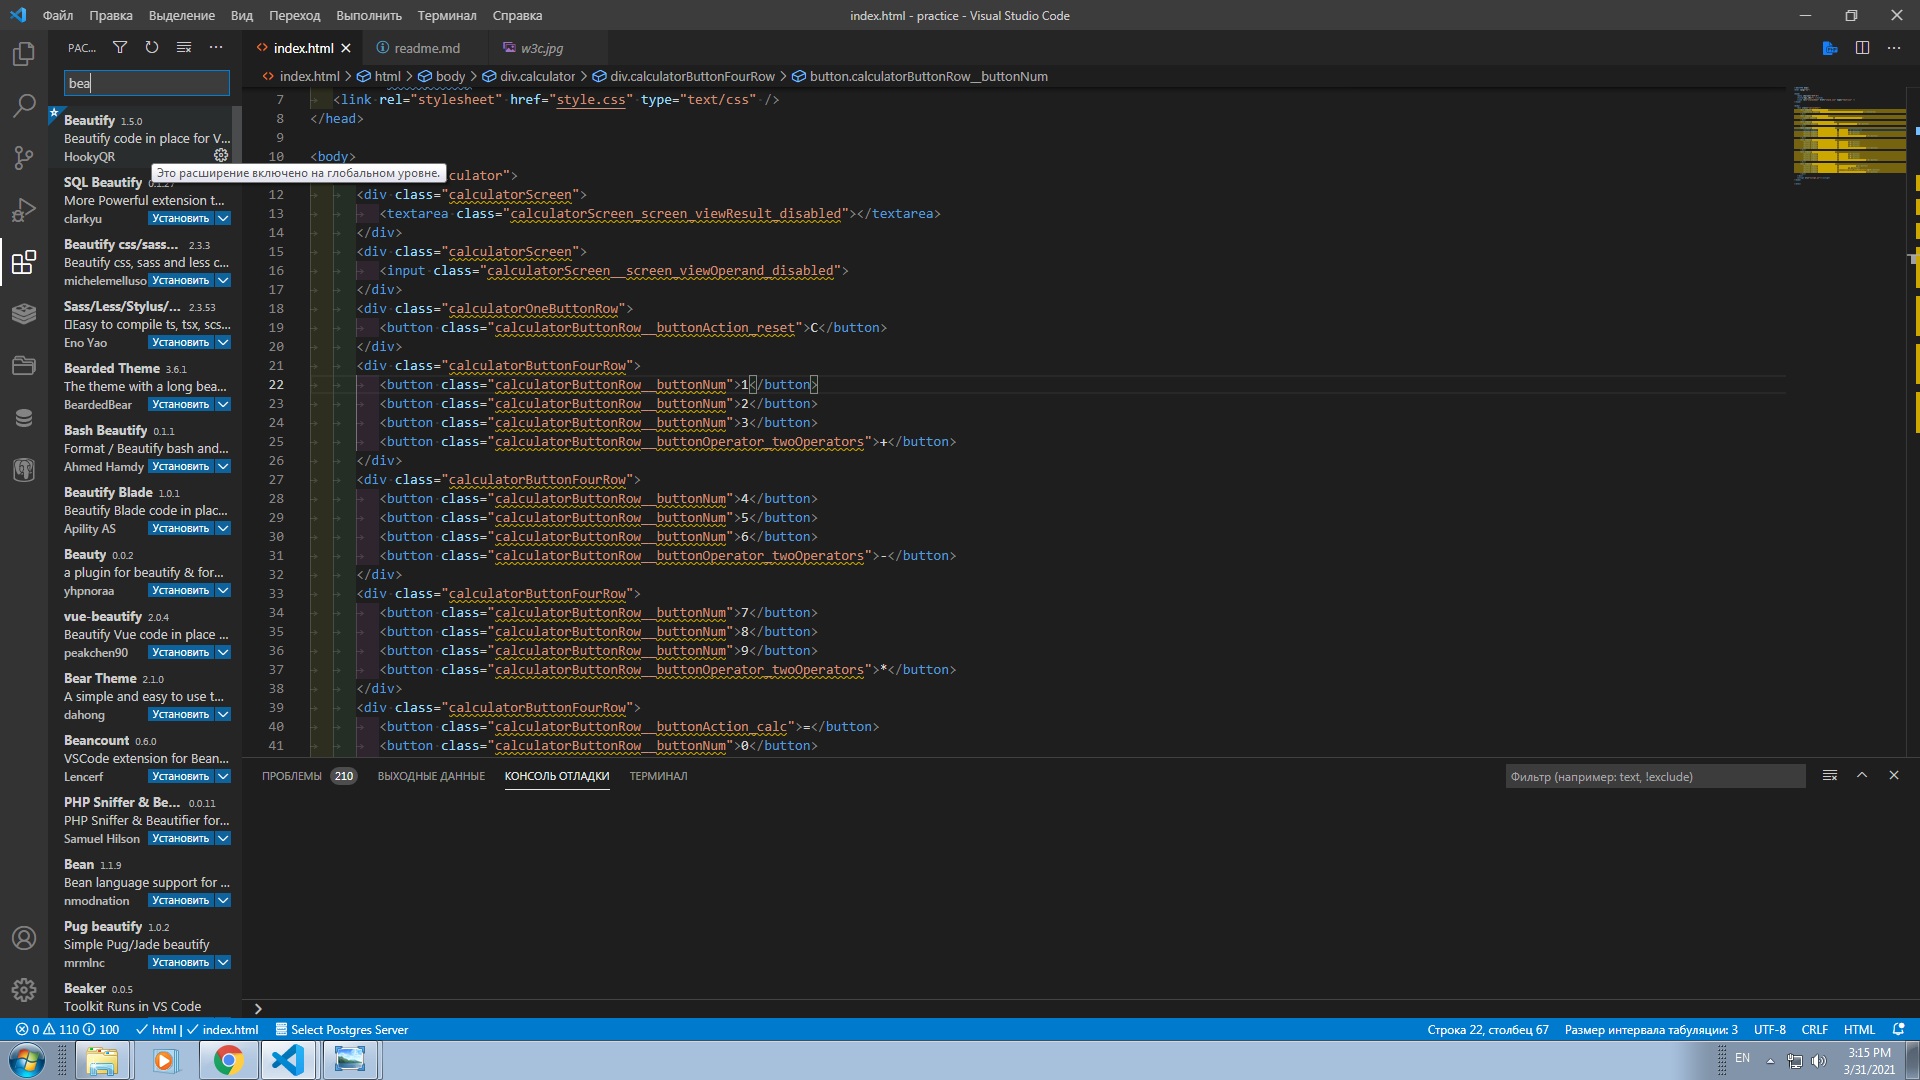 Файл Правка Выделение Вид Переход Выполнить Терминал Справка
index.html - practice - Visual Studio Code
РАС...
index.html
readme.md
w3c.jpg
bea
index.html > html > body > div.calculator > div.calculatorButtonFourRow > button.calculatorButtonRow__buttonNum
Beautify 1.5.0
Beautify code in place for V...
HookyQR
Это расширение включено на глобальном уровне.
SQL Beautify 0.1.27
More Powerful extension t...
clarkyu Установить
Beautify css/sass... 2.3.3
Beautify css, sass and less c...
michelemelluso Установить
Sass/Less/Stylus/... 2.3.53
Easy to compile ts, tsx, scs...
Eno Yao Установить
Bearded Theme 3.6.1
The theme with a long bea...
BeardedBear Установить
Bash Beautify 0.1.1
Format / Beautify bash and...
Ahmed Hamdy Установить
Beautify Blade 1.0.1
Beautify Blade code in plac...
Apility AS Установить
Beauty 0.0.2
a plugin for beautify & for...
yhpnoraa Установить
vue-beautify 2.0.4
Beautify Vue code in place ...
peakchen90 Установить
Bear Theme 2.1.0
A simple and easy to use t...
dahong Установить
Beancount 0.6.0
VSCode extension for Bean...
Lencerf Установить
PHP Sniffer & Be... 0.0.11
PHP Sniffer & Beautifier for...
Samuel Hilson Установить
Bean 1.1.9
Bean language support for ...
nmodnation Установить
Pug beautify 1.0.2
Simple Pug/Jade beautify
mrmlnc Установить
Beaker 0.0.5
Toolkit Runs in VS Code
7 <link rel="stylesheet" href="style.css" type="text/css" />
8 </head>
9
10 <body>
culator">
12 <div class="calculatorScreen">
13 <textarea class="calculatorScreen_screen_viewResult_disabled"></textarea>
14 </div>
15 <div class="calculatorScreen">
16 <input class="calculatorScreen__screen_viewOperand_disabled">
17 </div>
18 <div class="calculatorOneButtonRow">
19 <button class="calculatorButtonRow__buttonAction_reset">C</button>
20 </div>
21 <div class="calculatorButtonFourRow">
22 <button class="calculatorButtonRow__buttonNum">1</button>
23 <button class="calculatorButtonRow__buttonNum">2</button>
24 <button class="calculatorButtonRow__buttonNum">3</button>
25 <button class="calculatorButtonRow__buttonOperator_twoOperators">+</button>
26 </div>
27 <div class="calculatorButtonFourRow">
28 <button class="calculatorButtonRow__buttonNum">4</button>
29 <button class="calculatorButtonRow__buttonNum">5</button>
30 <button class="calculatorButtonRow__buttonNum">6</button>
31 <button class="calculatorButtonRow__buttonOperator_twoOperators">-</button>
32 </div>
33 <div class="calculatorButtonFourRow">
34 <button class="calculatorButtonRow__buttonNum">7</button>
35 <button class="calculatorButtonRow__buttonNum">8</button>
36 <button class="calculatorButtonRow__buttonNum">9</button>
37 <button class="calculatorButtonRow__buttonOperator_twoOperators">*</button>
38 </div>
39 <div class="calculatorButtonFourRow">
40 <button class="calculatorButtonRow__buttonAction_calc">=</button>
41 <button class="calculatorButtonRow__buttonNum">0</button>
ПРОБЛЕМЫ 210 ВЫХОДНЫЕ ДАННЫЕ КОНСОЛЬ ОТЛАДКИ ТЕРМИНАЛ
Фильтр (например: text, !exclude)
0 110 100 html | index.html Select Postgres Server
Строка 22, столбец 67 Размер интервала табуляции: 3 UTF-8 CRLF HTML
EN
3:15 PM
3/31/2021